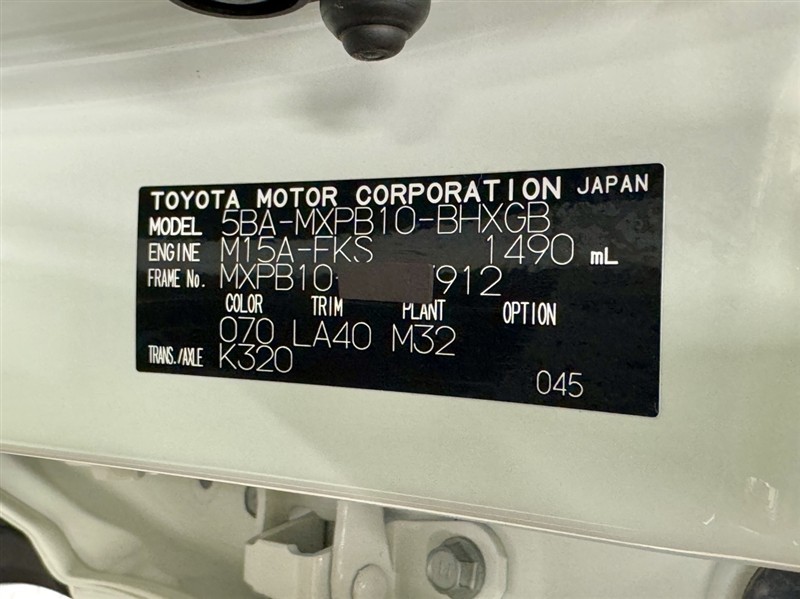 TOYOTA MOTOR CORPORATION JAPAN
MODEL 5BA-MXPB10-BHXGB
ENGINE M15A-FKS 1490 mL
FRAME No. MXPB10- 912
COLOR TRIM PLANT OPTION
070 LA40 M32
TRANS./AXLE K320
045